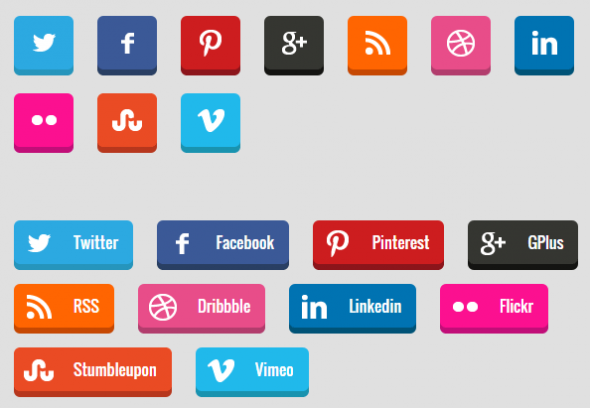 Twitter Facebook Pinterest GPlus
RSS Dribbble Linkedin Flickr
Stumbleupon Vimeo